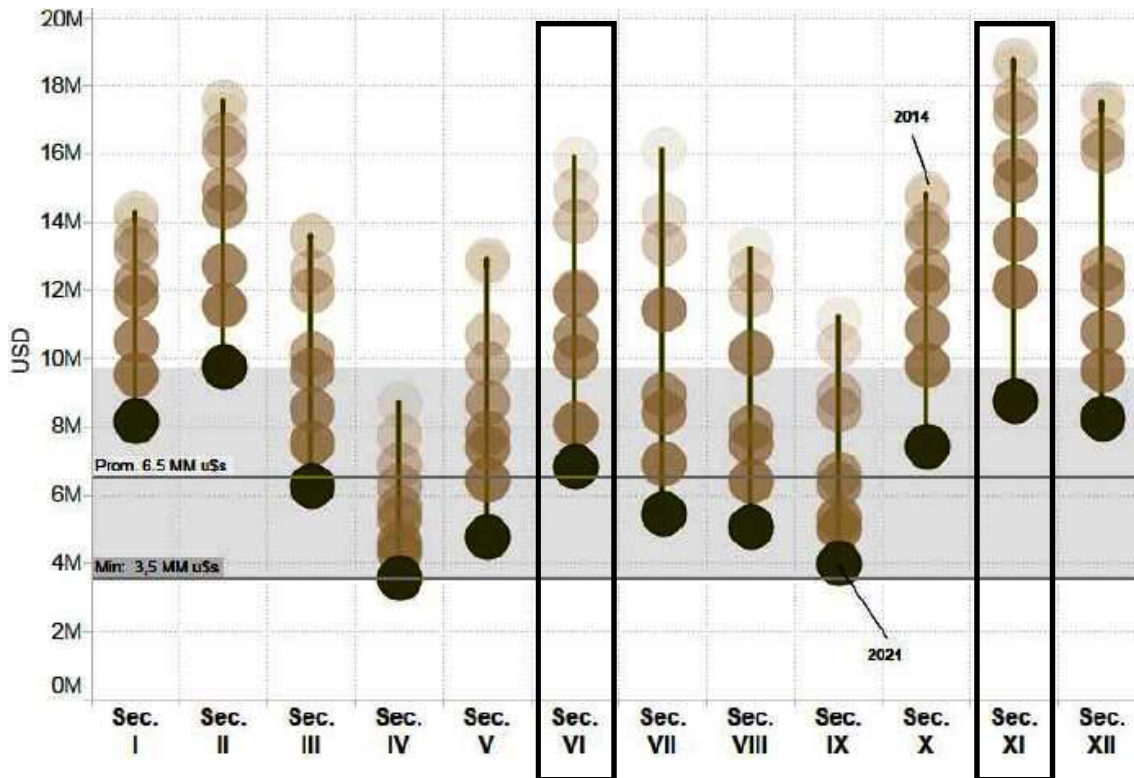 20M
18M
16M
14M
12M
10M
8M
6M
4M
2M
0M
USD
2014
Prom. 6.5 MM u$s
Min: 3,5 MM u$s
2021
Sec. I
Sec. II
Sec. III
Sec. IV
Sec. V
Sec. VI
Sec. VII
Sec. VIII
Sec. IX
Sec. X
Sec. XI
Sec. XII